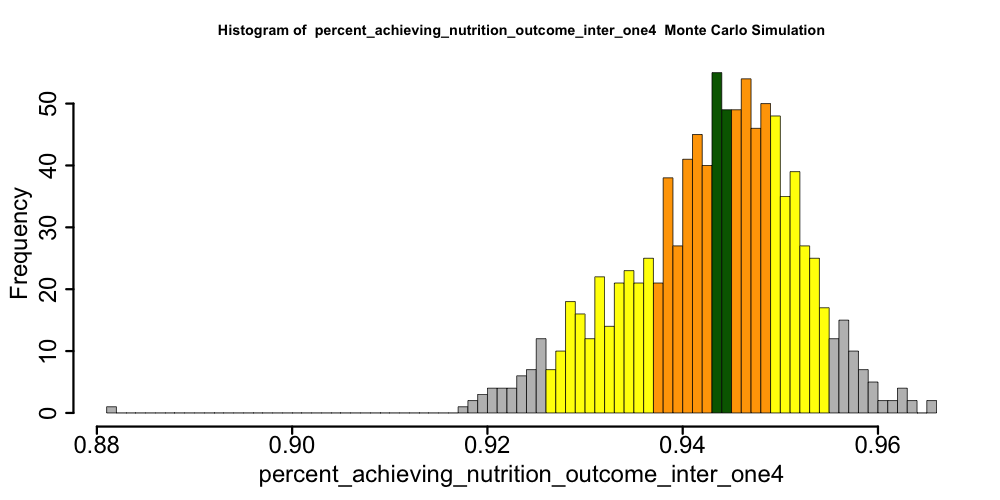 Histogram of  percent_achieving_nutrition_outcome_inter_one4  Monte Carlo Simulation
Frequency
50
40
30
20
10
0
0.88 0.90 0.92 0.94 0.96
percent_achieving_nutrition_outcome_inter_one4